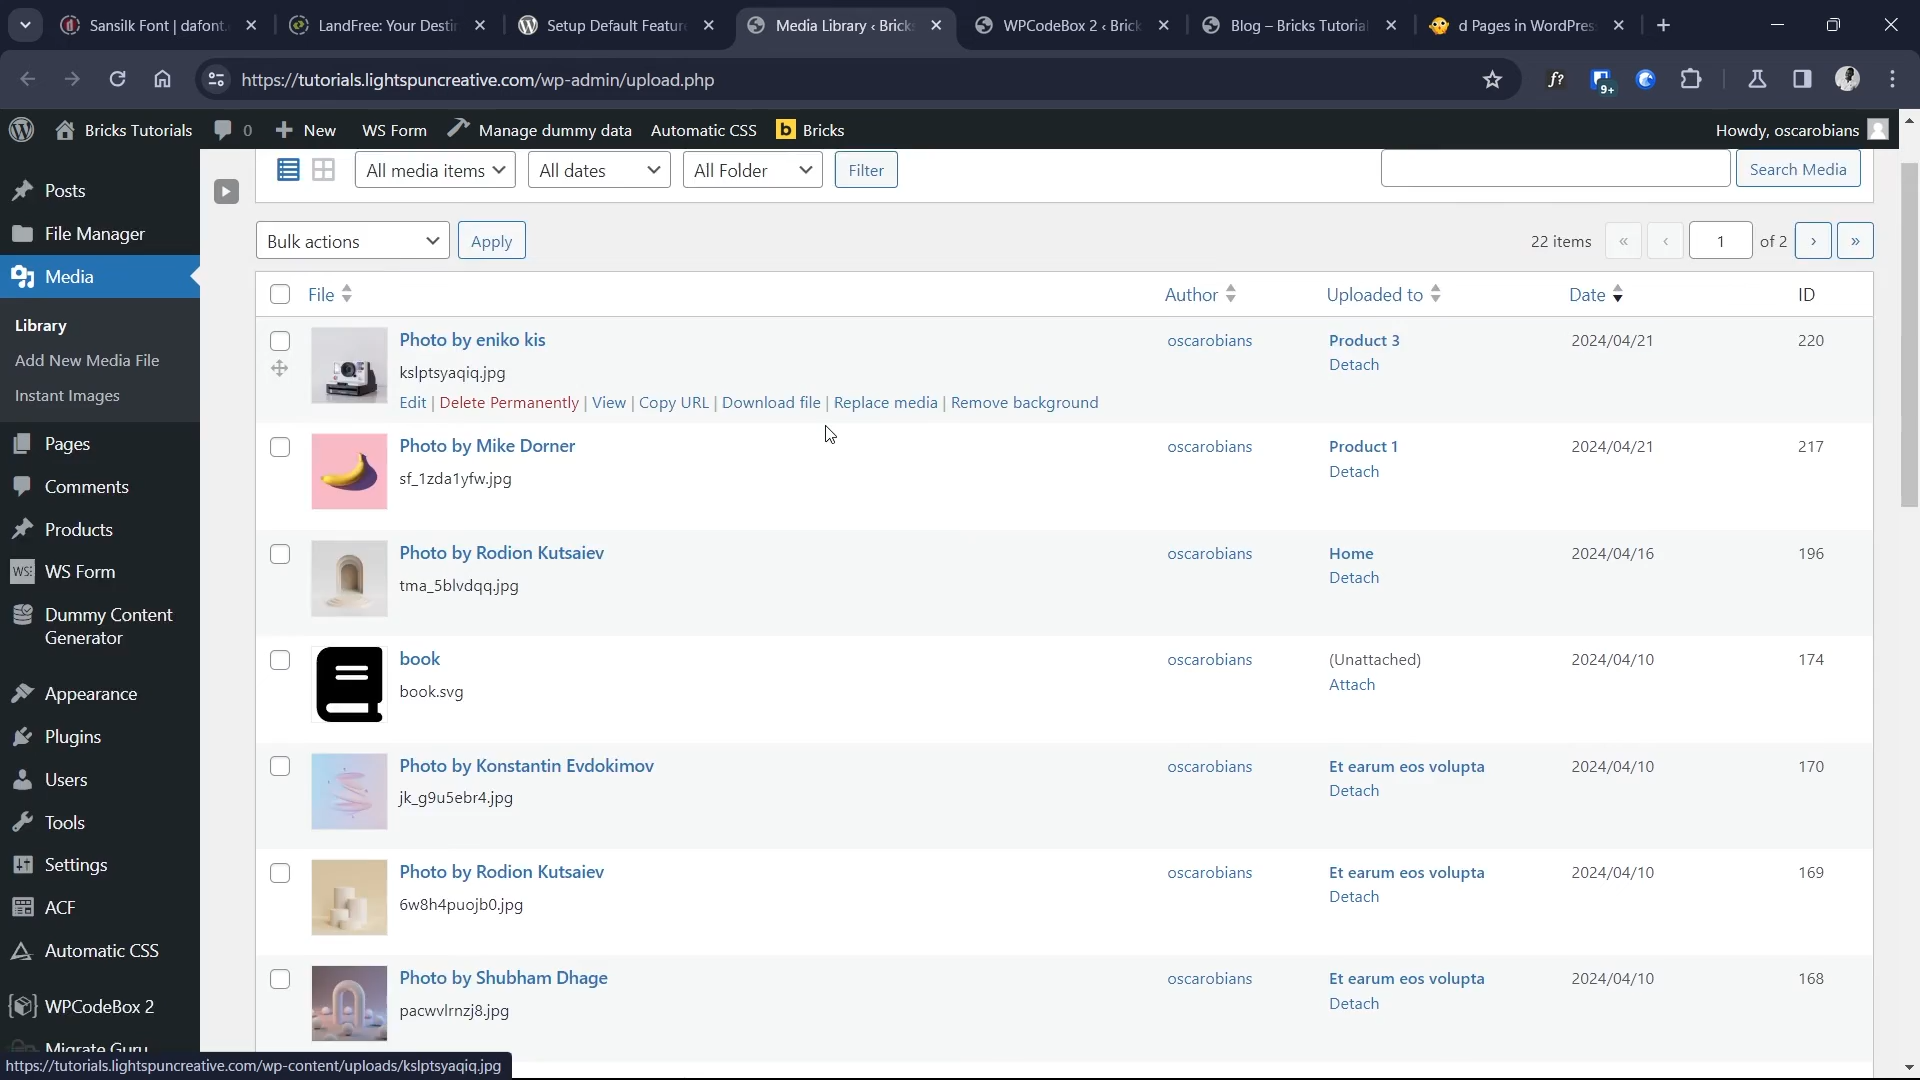 Sansilk Font | dafont.
LandFree: Your Destin
Setup Default Feature
Media Library ‹ Bricks
WPCodeBox 2 ‹ Brick
Blog – Bricks Tutorial
d Pages in WordPres
https://tutorials.lightspuncreative.com/wp-admin/upload.php
f?
9+
Bricks Tutorials
0
New
WS Form
Manage dummy data
Automatic CSS
b Bricks
Howdy, oscarobians
Posts
File Manager
Media
Library
Add New Media File
Instant Images
Pages
Comments
Products
WS Form
Dummy Content
Generator
Appearance
Plugins
Users
Tools
Settings
ACF
Automatic CSS
WPCodeBox 2
Migrate Guru
All media items
All dates
All Folder
Filter
Search Media
Bulk actions
Apply
22 items « ‹ 1 of 2 › »
File Author Uploaded to Date ID
Photo by eniko kis oscarobians Product 3 2024/04/21 220
Detach
kslptsyaqiq.jpg
Edit | Delete Permanently | View | Copy URL | Download file | Replace media | Remove background
Photo by Mike Dorner oscarobians Product 1 2024/04/21 217
Detach
sf_1zda1yfw.jpg
Photo by Rodion Kutsaiev oscarobians Home 2024/04/16 196
Detach
tma_5blvdqq.jpg
book oscarobians (Unattached) 2024/04/10 174
Attach
book.svg
Photo by Konstantin Evdokimov oscarobians Et earum eos volupta 2024/04/10 170
Detach
jk_g9u5ebr4.jpg
Photo by Rodion Kutsaiev oscarobians Et earum eos volupta 2024/04/10 169
Detach
6w8h4puojb0.jpg
Photo by Shubham Dhage oscarobians Et earum eos volupta 2024/04/10 168
Detach
pacwvlrnzj8.jpg
https://tutorials.lightspuncreative.com/wp-content/uploads/kslptsyaqiq.jpg